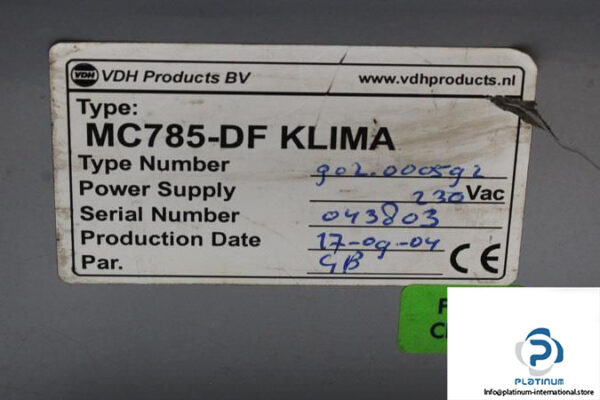 VDH VDH Products BV www.vdhproducts.nl
Type:
MC785-DF KLIMA
Type Number 902.000592
Power Supply 230 Vac
Serial Number 043803
Production Date 17-09-04
Par. GB CE
PLATINUM
https://platinum-international.store